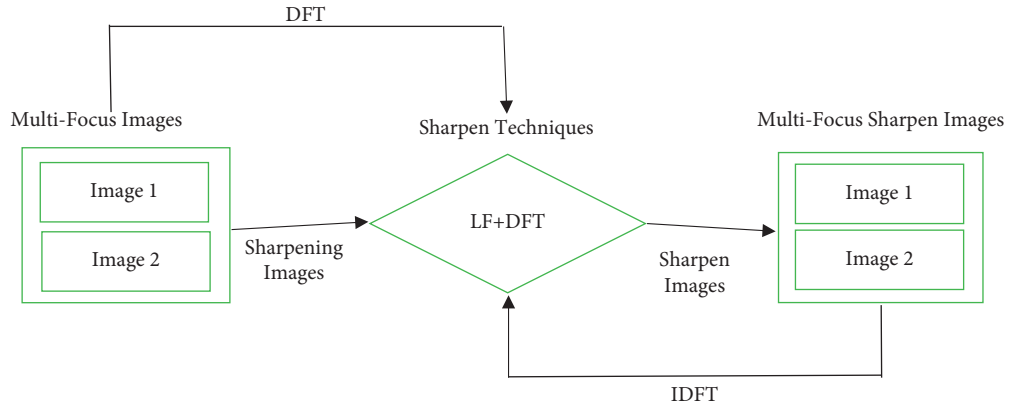 DFT
Multi-Focus Images
Sharpen Techniques
Multi-Focus Sharpen Images
Image 1
Image 2
Sharpening
Images
LF+DFT
Sharpen
Images
Image 1
Image 2
IDFT